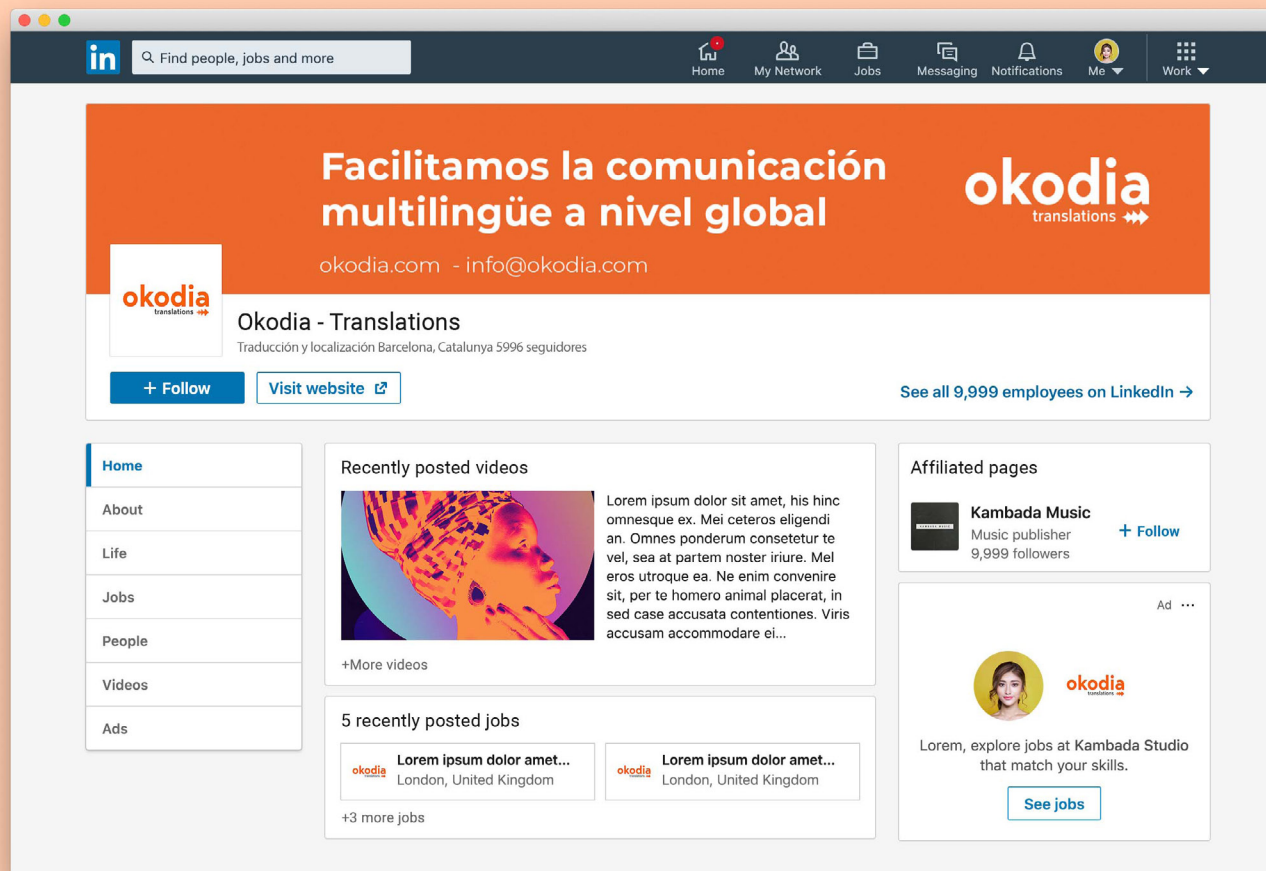 in
Find people, jobs and more
Home
My Network
Jobs
Messaging
Notifications
Me
Work
Facilitamos la comunicación
multilingüe a nivel global
okodia.com - info@okodia.com
okodia
translations
okodia
translations
Okodia - Translations
Traducción y localización Barcelona, Catalunya 5996 seguidores
+ Follow
Visit website
See all 9,999 employees on LinkedIn →
Home
About
Life
Jobs
People
Videos
Ads
Recently posted videos
Lorem ipsum dolor sit amet, his hinc
omnesque ex. Mei ceteros eligendi
an. Omnes ponderum consetetur te
vel, sea at partem noster iriure. Mel
eros utroque ea. Ne enim convenire
sit, per te homero animal placerat, in
sed case accusata contentiones. Viris
accusam accommodare ei...
+More videos
5 recently posted jobs
okodia
translations
Lorem ipsum dolor amet...
London, United Kingdom
okodia
translations
Lorem ipsum dolor amet...
London, United Kingdom
+3 more jobs
Affiliated pages
KAMBADA MUSIC
Kambada Music
Music publisher
9,999 followers
+ Follow
Ad ...
okodia
translations
Lorem, explore jobs at Kambada Studio
that match your skills.
See jobs